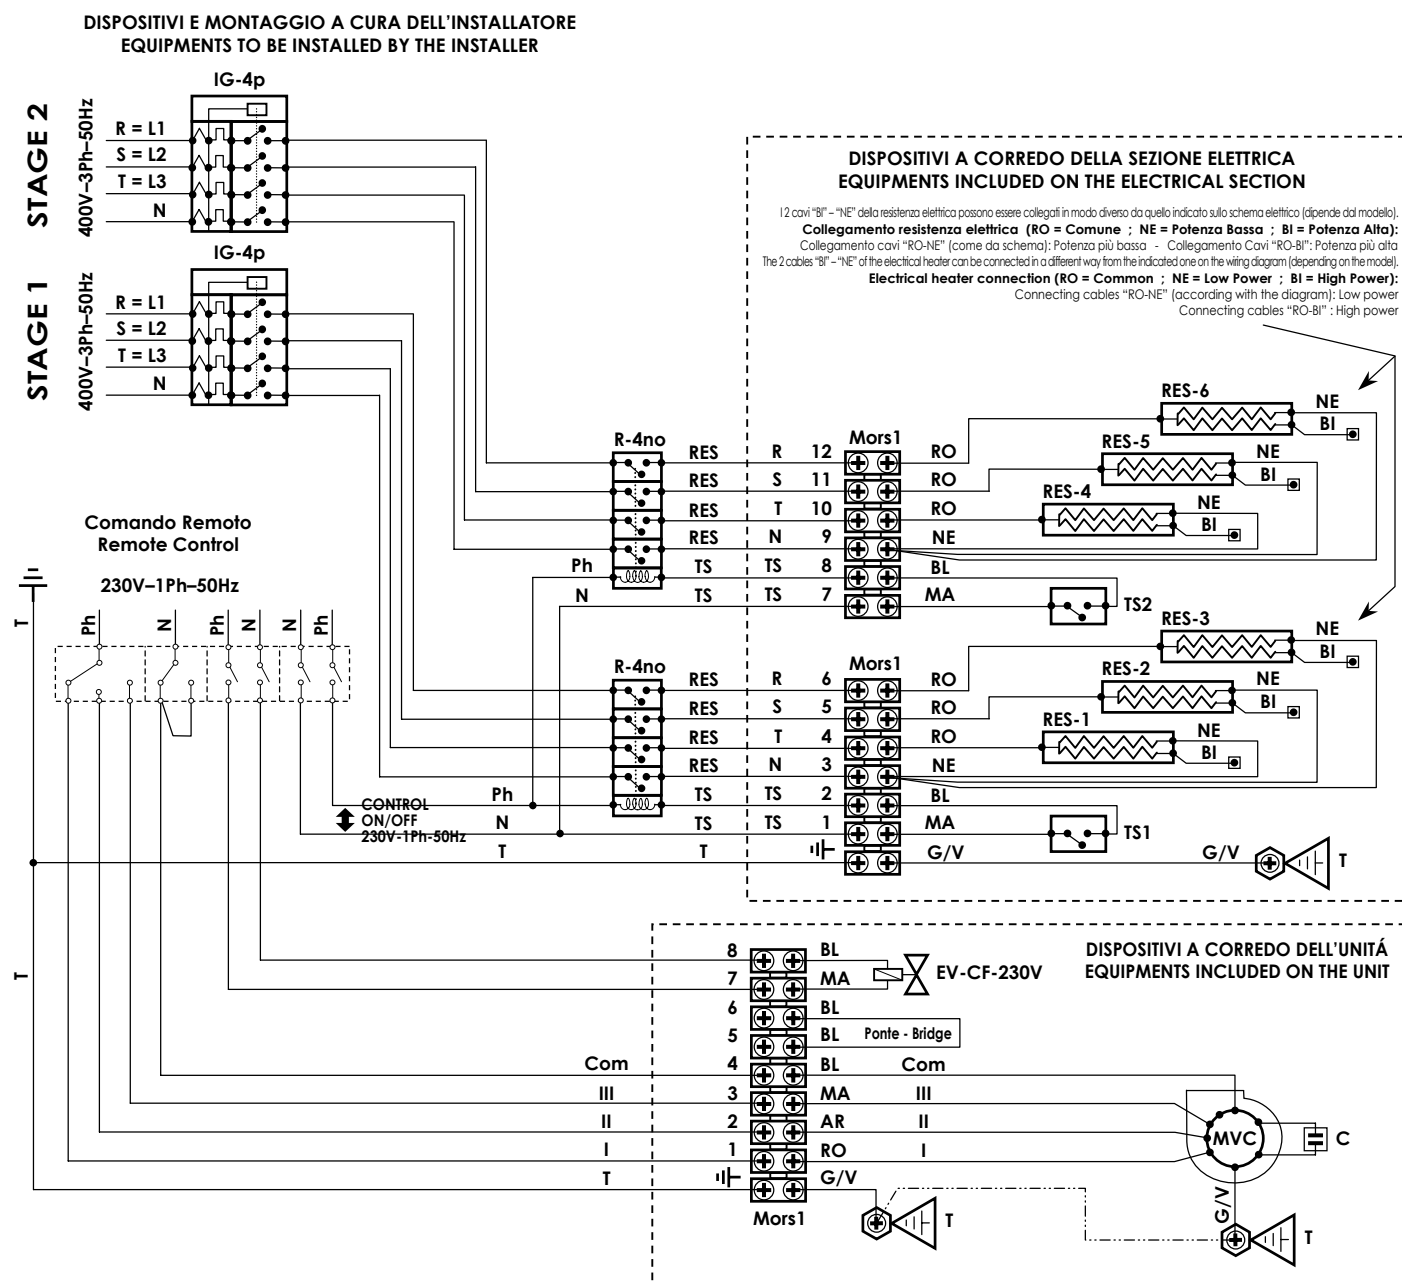 DISPOSITIVI E MONTAGGIO A CURA DELL'INSTALLATORE
EQUIPMENTS TO BE INSTALLED BY THE INSTALLER
IG-4p
STAGE 2
400V–3Ph–50Hz
R = L1
S = L2
T = L3
N
IG-4p
STAGE 1
400V–3Ph–50Hz
R = L1
S = L2
T = L3
N
DISPOSITIVI A CORREDO DELLA SEZIONE ELETTRICA
EQUIPMENTS INCLUDED ON THE ELECTRICAL SECTION
I 2 cavi "BI" – "NE" della resistenza elettrica possono essere collegati in modo diverso da quello indicato sullo schema elettrico (dipende dal modello).
Collegamento resistenza elettrica (RO = Comune ; NE = Potenza Bassa ; BI = Potenza Alta):
Collegamento cavi "RO-NE" (come da schema): Potenza più bassa - Collegamento Cavi "RO-BI": Potenza più alta
The 2 cables "BI" – "NE" of the electrical heater can be connected in a different way from the indicated one on the wiring diagram (depending on the model).
Electrical heater connection (RO = Common ; NE = Low Power ; BI = High Power):
Connecting cables "RO-NE" (according with the diagram): Low power
Connecting cables "RO-BI" : High power
RES-6
NE
BI
RES-5
NE
BI
RES-4
NE
BI
R-4no
Mors1
RES R 12 RO
RES S 11 RO
RES T 10 RO
RES N 9 NE
Ph TS TS 8 BL
N TS TS 7 MA
TS2
Comando Remoto
Remote Control
230V–1Ph–50Hz
T
Ph
N
Ph
N
N
Ph
RES-3
NE
BI
RES-2
NE
BI
RES-1
NE
BI
R-4no
Mors1
RES R 6 RO
RES S 5 RO
RES T 4 RO
RES N 3 NE
Ph TS TS 2 BL
N TS TS 1 MA
TS1
CONTROL
ON/OFF
230V-1Ph-50Hz
T T G/V G/V T
T
DISPOSITIVI A CORREDO DELL'UNITÁ
EQUIPMENTS INCLUDED ON THE UNIT
8 BL
7 MA
EV-CF-230V
6 BL
5 BL
Ponte - Bridge
Com 4 BL Com
III 3 MA III
II 2 AR II
I 1 RO I
T G/V
Mors1
MVC
C
G/V
T
T